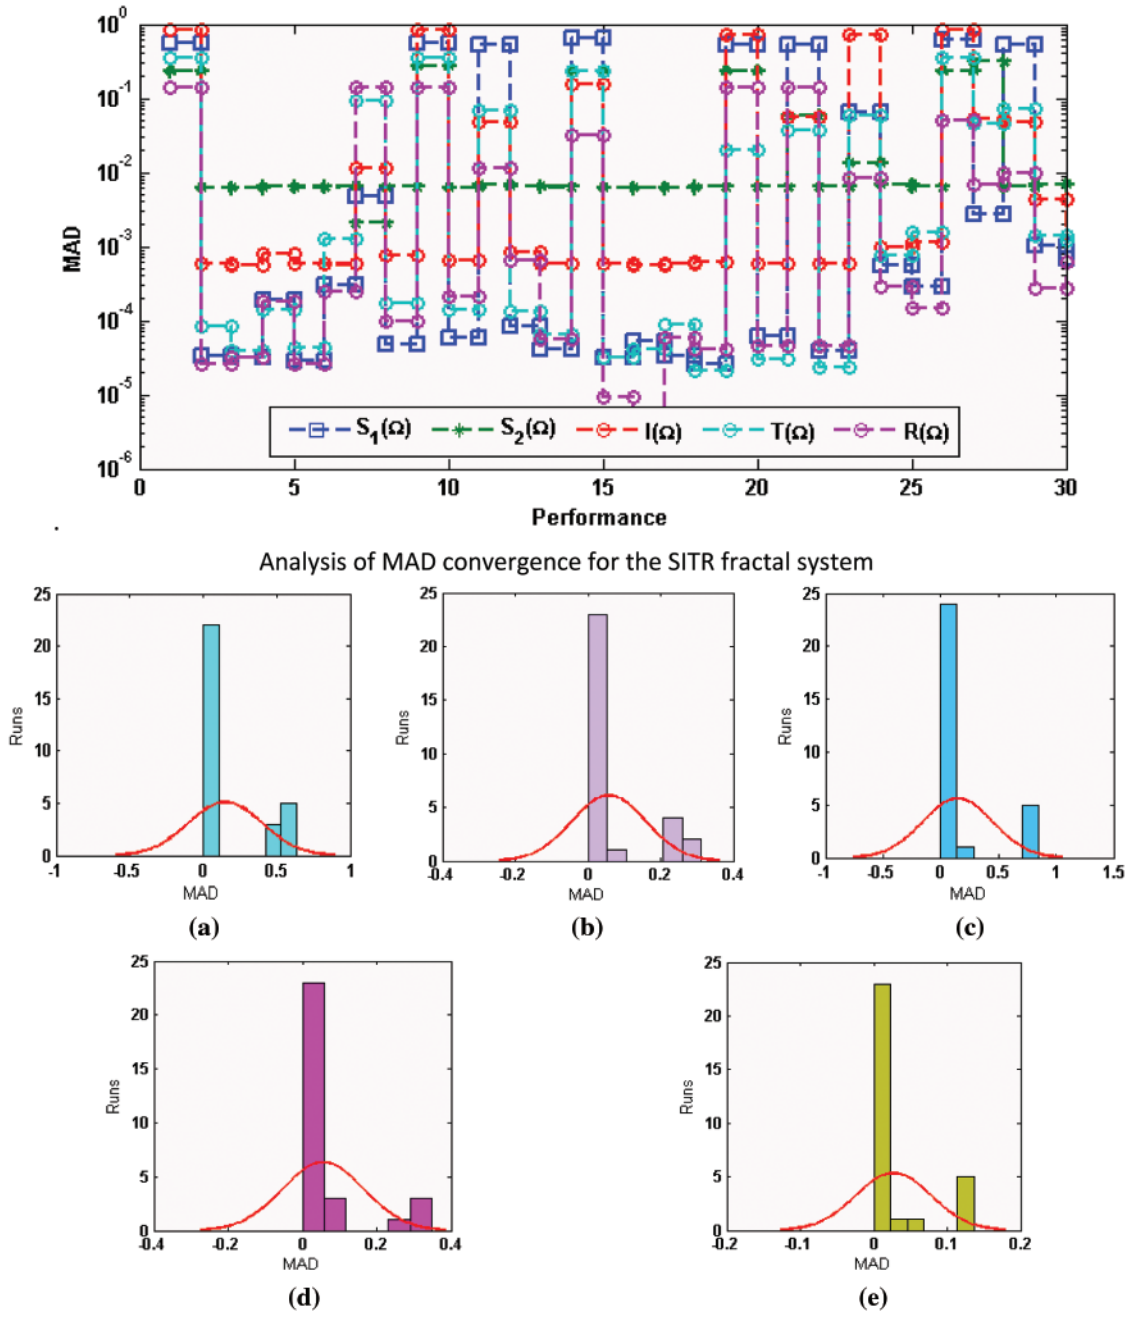 10^0
10^-1
10^-2
10^-3
10^-4
10^-5
10^-6
MAD
S_1(Ω) S_2(Ω) I(Ω) T(Ω) R(Ω)
0 5 10 15 20 25 30
Performance
Analysis of MAD convergence for the SITR fractal system
25
20
15
10
5
0
Runs
-1 -0.5 0 0.5 1
MAD
(a)
25
20
15
10
5
0
Runs
-0.4 -0.2 0 0.2 0.4
MAD
(b)
25
20
15
10
5
0
Runs
-1 -0.5 0 0.5 1 1.5
MAD
(c)
25
20
15
10
5
0
Runs
-0.4 -0.2 0 0.2 0.4
MAD
(d)
25
20
15
10
5
0
Runs
-0.2 -0.1 0 0.1 0.2
MAD
(e)